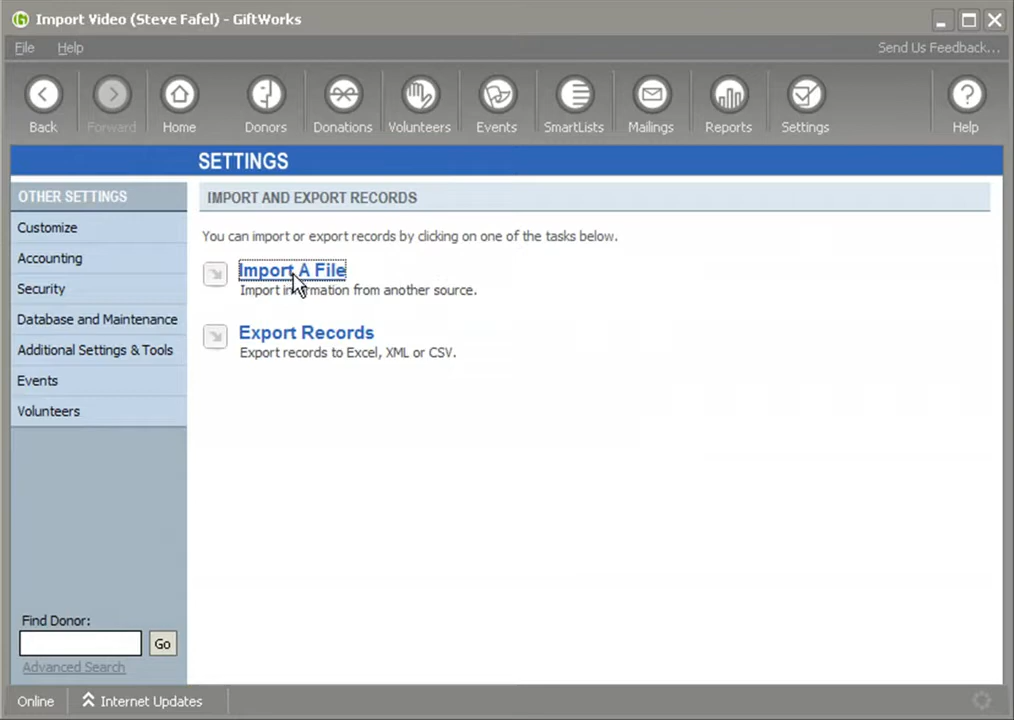 Import Video (Steve Fafel) - GiftWorks
File Help Send Us Feedback...
Back Forward Home Donors Donations Volunteers Events SmartLists Mailings Reports Settings Help
SETTINGS
OTHER SETTINGS
Customize
Accounting
Security
Database and Maintenance
Additional Settings & Tools
Events
Volunteers
IMPORT AND EXPORT RECORDS
You can import or export records by clicking on one of the tasks below.
Import A File
Import information from another source.
Export Records
Export records to Excel, XML or CSV.
Find Donor:
Go
Advanced Search
Online Internet Updates